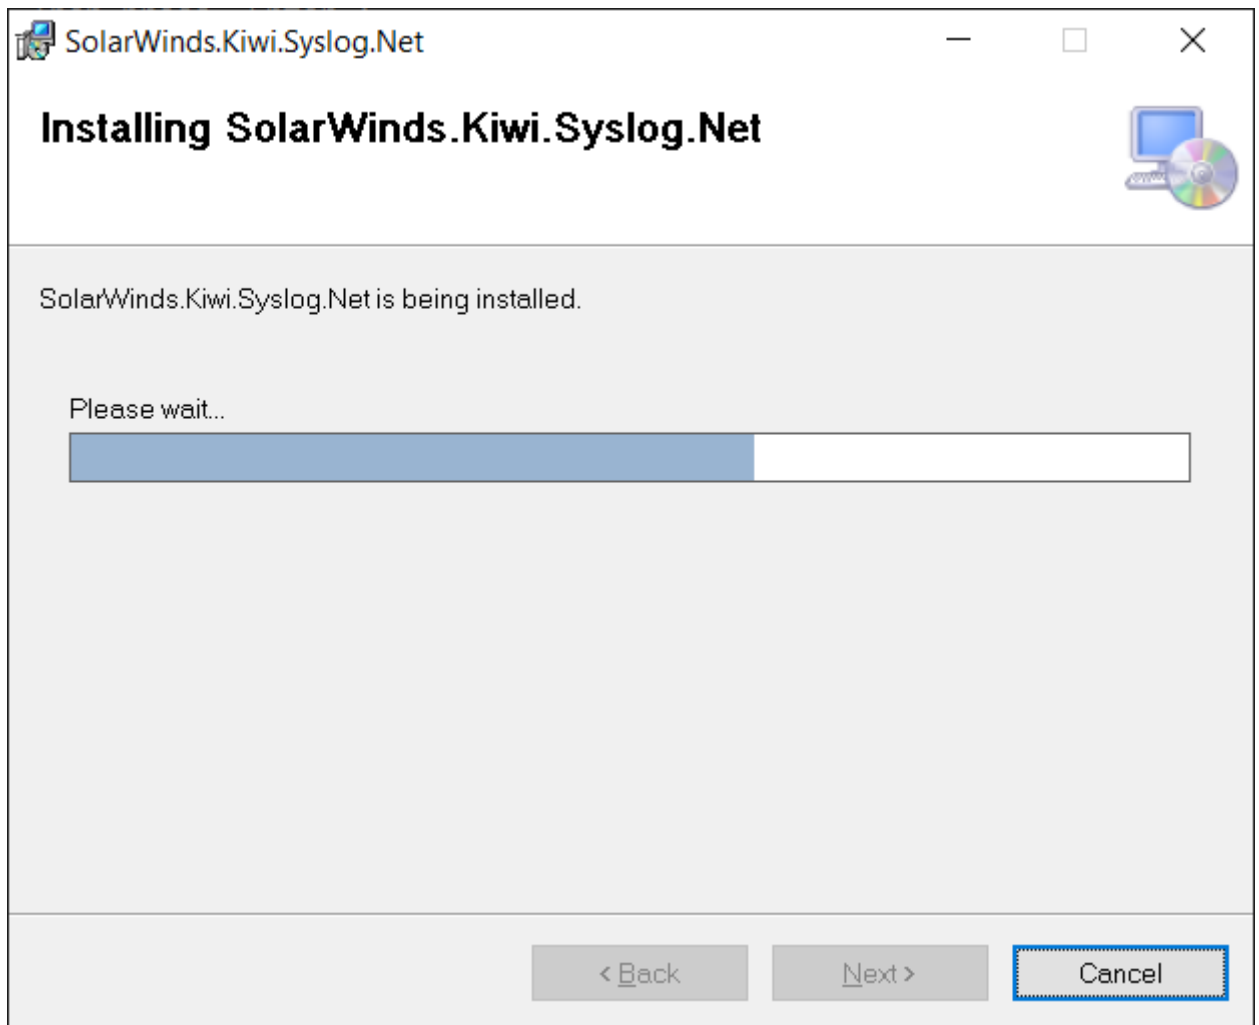 SolarWinds.Kiwi.Syslog.Net
Installing SolarWinds.Kiwi.Syslog.Net
SolarWinds.Kiwi.Syslog.Net is being installed.
Please wait...
< Back
Next >
Cancel